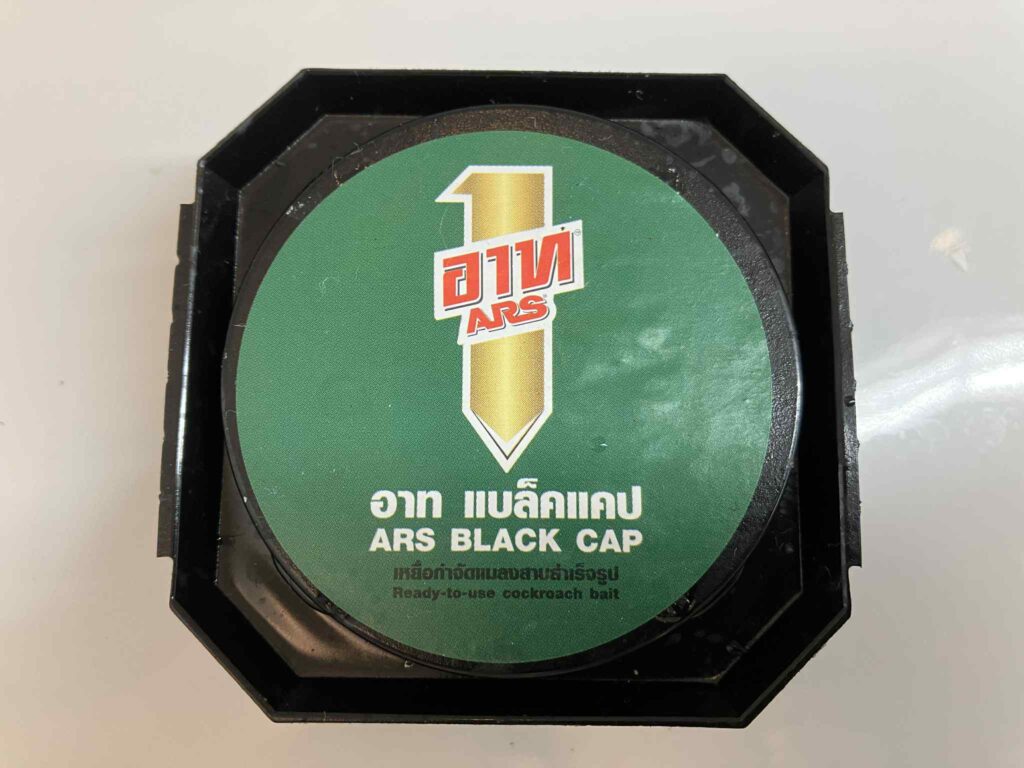 1
อาท
ARS
อาท แบล็คแคป
ARS BLACK CAP
เหยื่อกำจัดแมลงสาบสำเร็จรูป
Ready-to-use cockroach bait